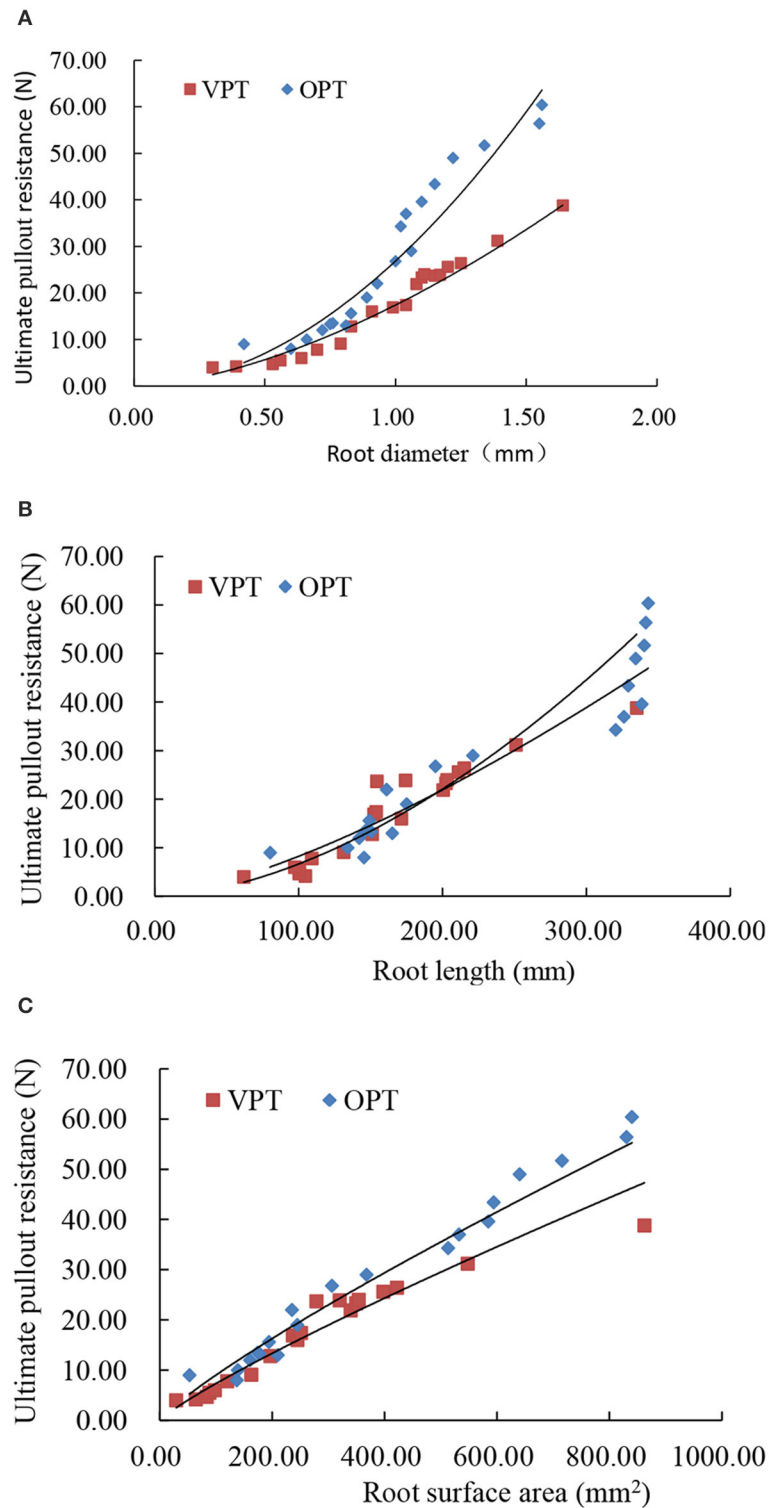 A
Ultimate pullout resistance (N)
70.00
60.00
50.00
40.00
30.00
20.00
10.00
0.00
VPT OPT
0.00 0.50 1.00 1.50 2.00
Root diameter（mm）
B
Ultimate pullout resistance (N)
70.00
60.00
50.00
40.00
30.00
20.00
10.00
0.00
VPT OPT
0.00 100.00 200.00 300.00 400.00
Root length (mm)
C
Ultimate pullout resistance (N)
70.00
60.00
50.00
40.00
30.00
20.00
10.00
0.00
VPT OPT
0.00 200.00 400.00 600.00 800.00 1000.00
Root surface area (mm²)